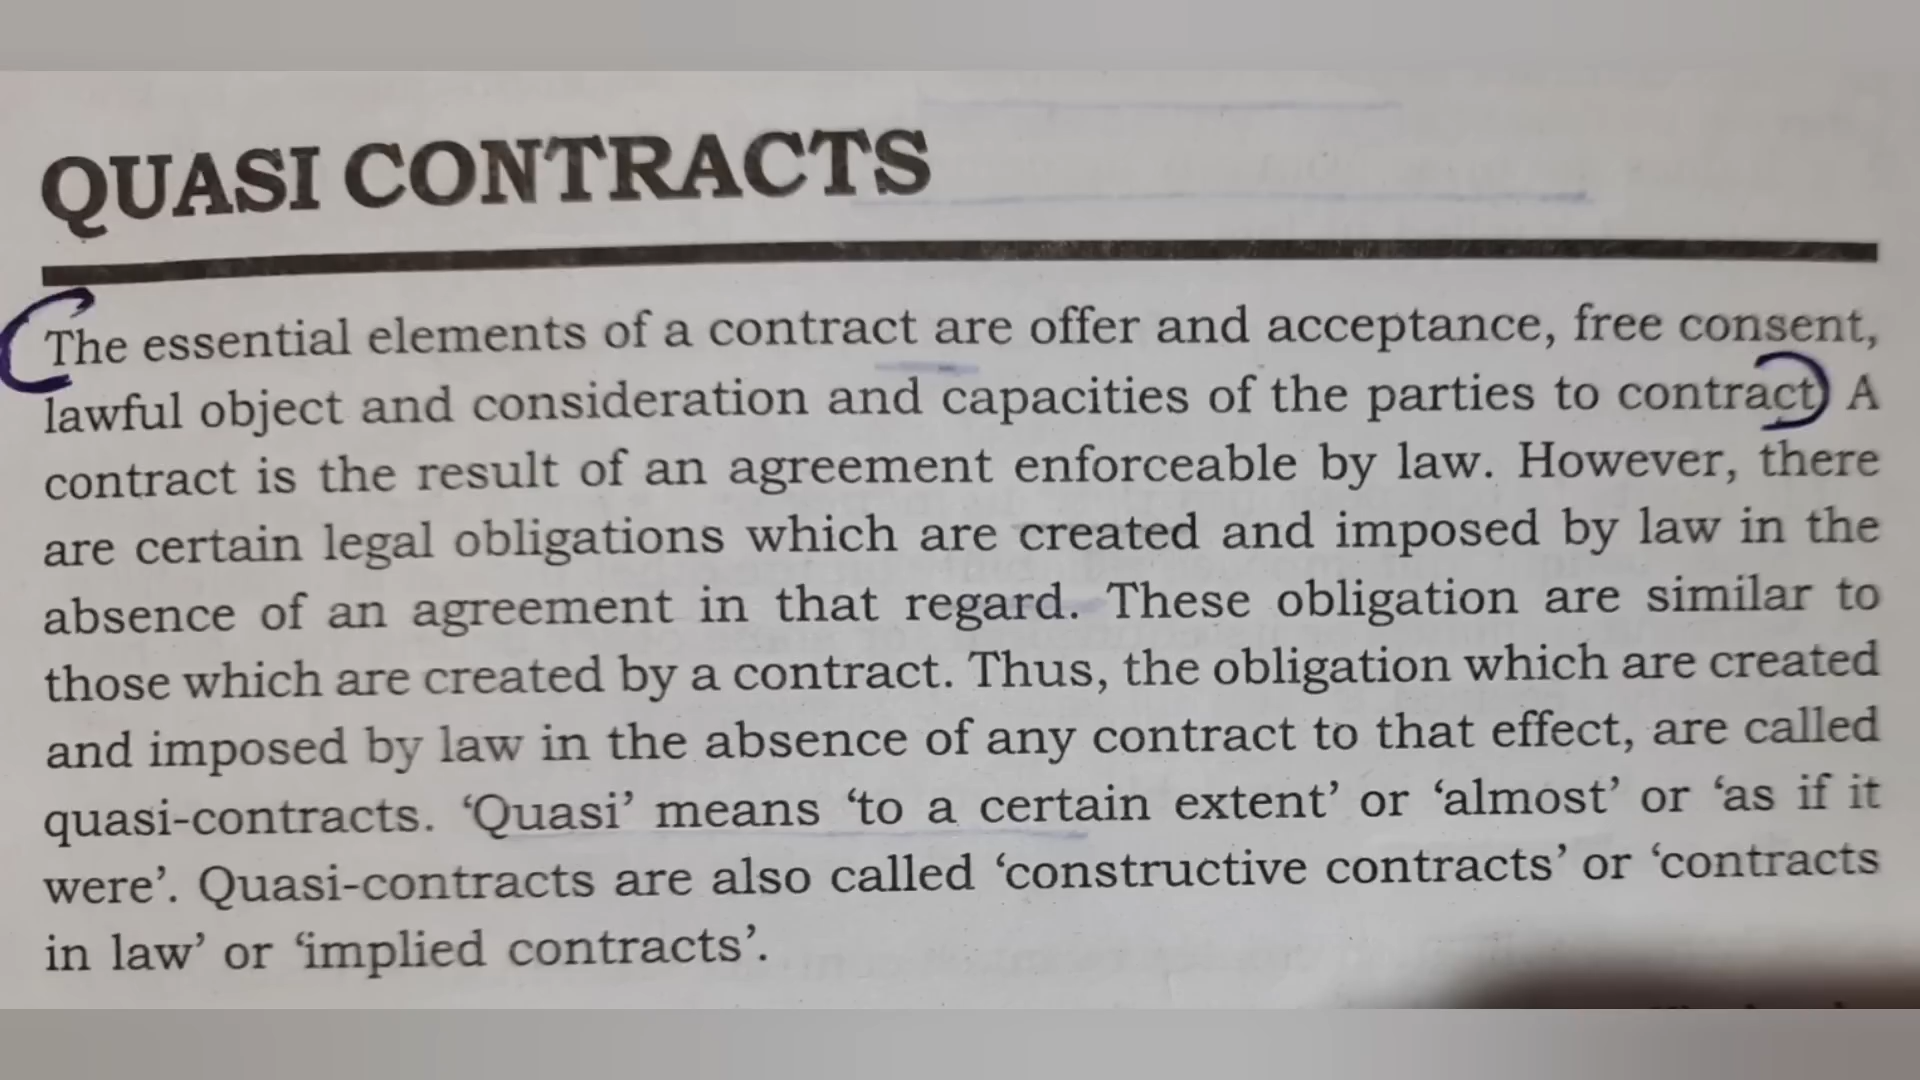 QUASI CONTRACTS
The essential elements of a contract are offer and acceptance, free consent,
lawful object and consideration and capacities of the parties to contract) A
contract is the result of an agreement enforceable by law. However, there
are certain legal obligations which are created and imposed by law in the
absence of an agreement in that regard. These obligation are similar to
those which are created by a contract. Thus, the obligation which are created
and imposed by law in the absence of any contract to that effect, are called
quasi-contracts. ‘Quasi’ means ‘to a certain extent’ or ‘almost’ or ‘as if it
were’. Quasi-contracts are also called ‘constructive contracts’ or ‘contracts
in law’ or ‘implied contracts’.